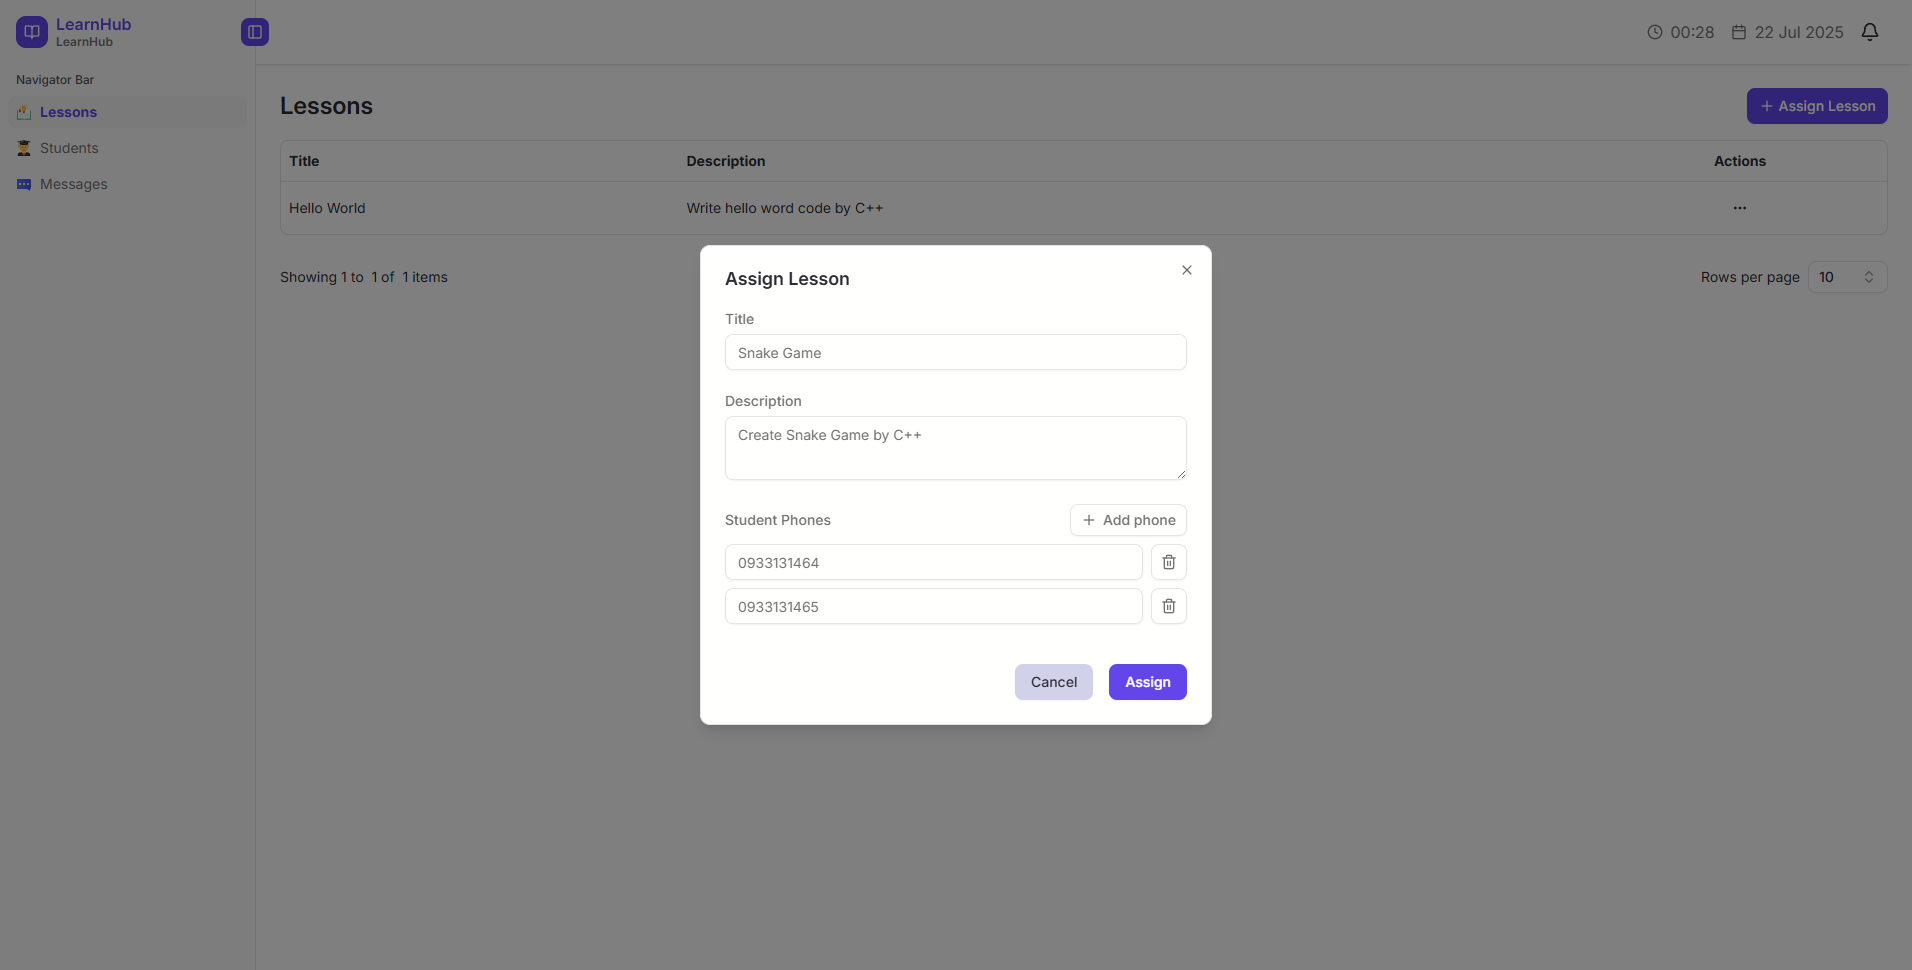 LearnHub
LearnHub
00:28 22 Jul 2025
Navigator Bar
Lessons
Students
Messages
Lessons
+ Assign Lesson
Title Description Actions
Hello World Write hello word code by C++ ...
Showing 1 to 1 of 1 items
Rows per page 10
Assign Lesson
Title
Snake Game
Description
Create Snake Game by C++
Student Phones
+ Add phone
0933131464
0933131465
Cancel Assign